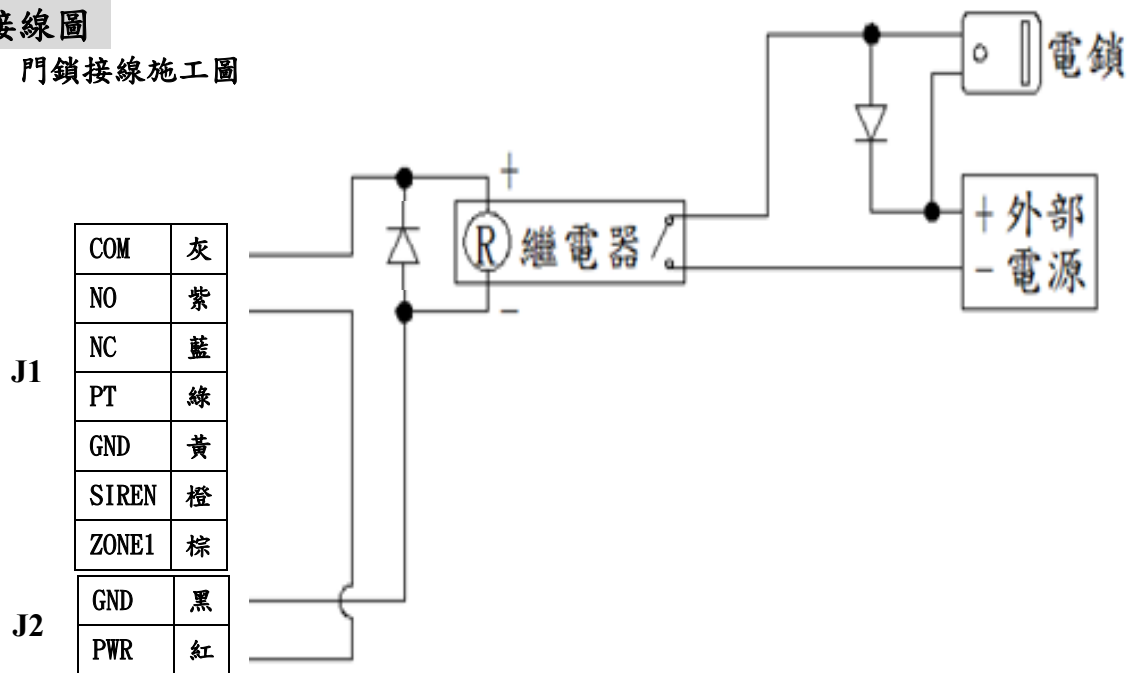 接線圖
門鎖接線施工圖
電鎖
+
R 繼電器
-
+ 外部
- 電源
J1
COM 灰
NO 紫
NC 藍
PT 綠
GND 黃
SIREN 橙
ZONE1 棕
J2
GND 黑
PWR 紅